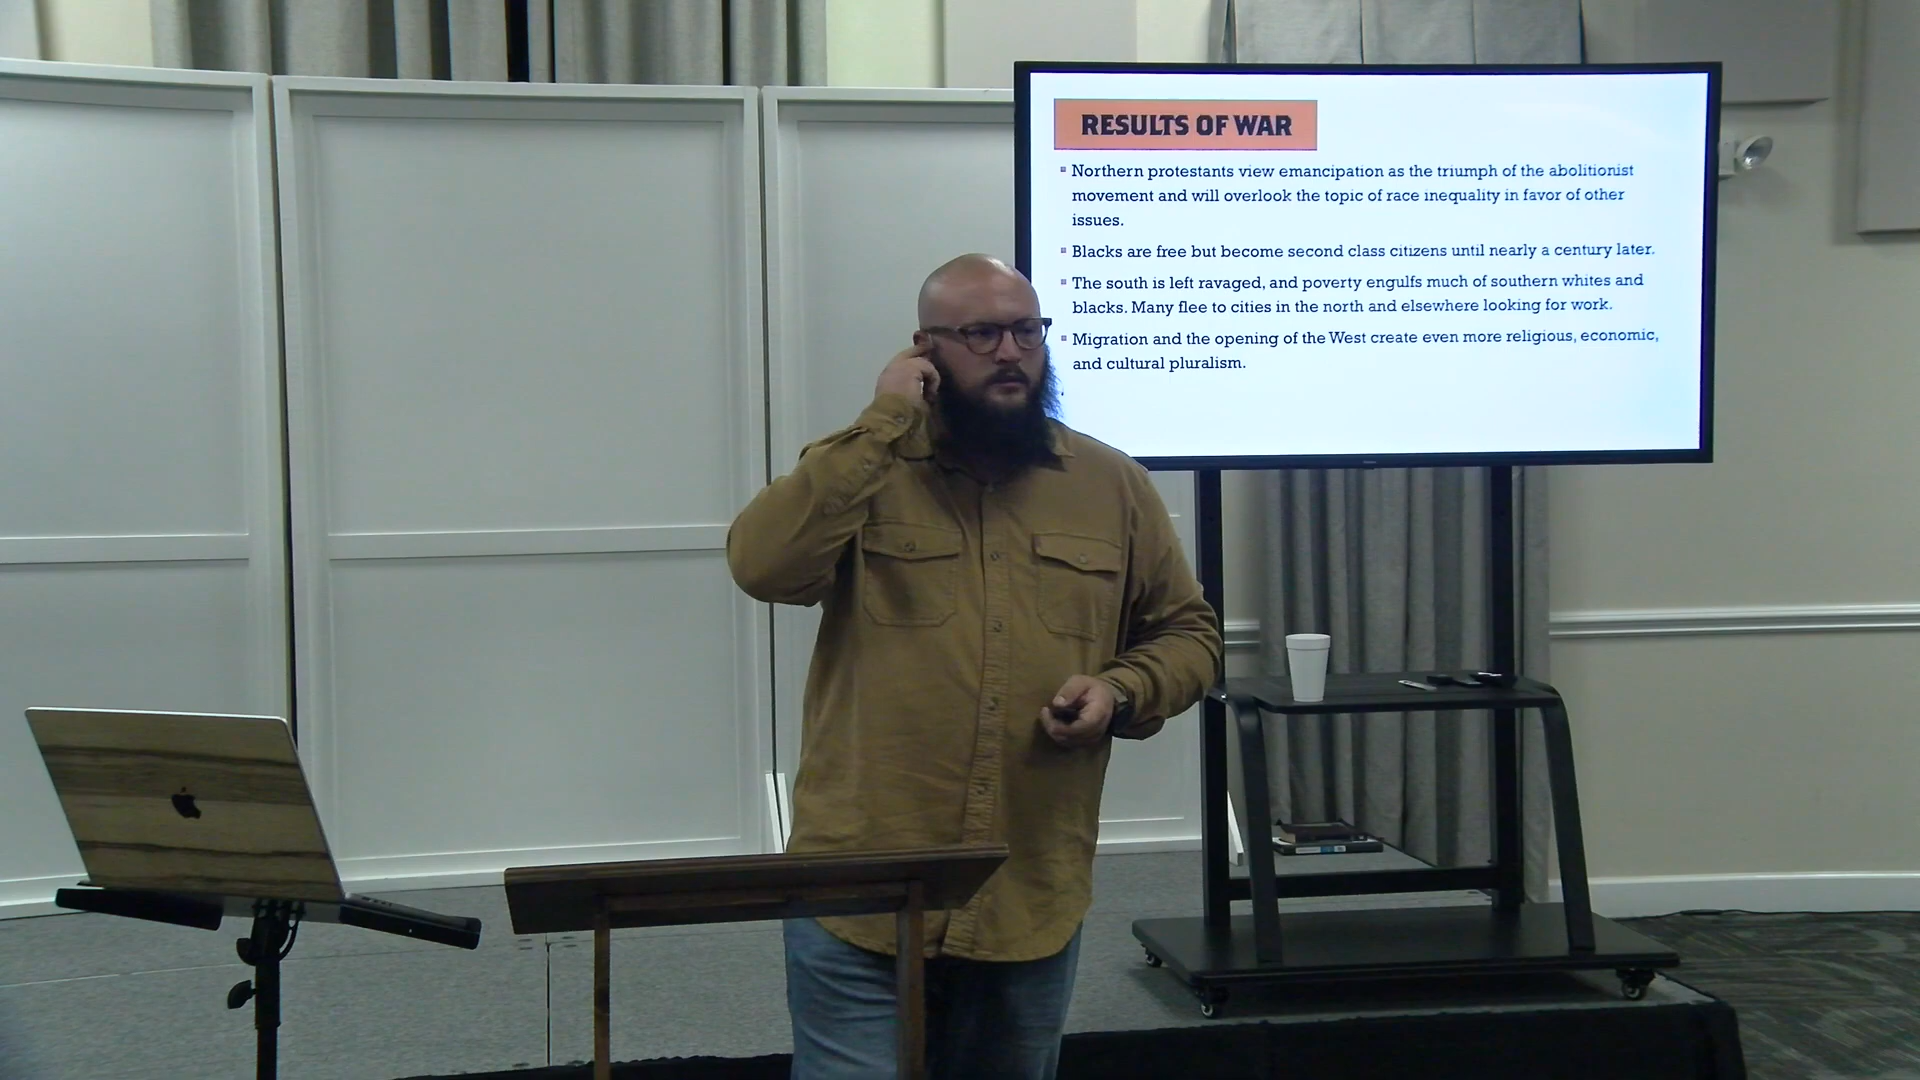 RESULTS OF WAR
Northern protestants view emancipation as the triumph of the abolitionist
movement and will overlook the topic of race inequality in favor of other
issues.
Blacks are free but become second class citizens until nearly a century later.
The south is left ravaged, and poverty engulfs much of southern whites and
blacks. Many flee to cities in the north and elsewhere looking for work.
Migration and the opening of the West create even more religious, economic,
and cultural pluralism.